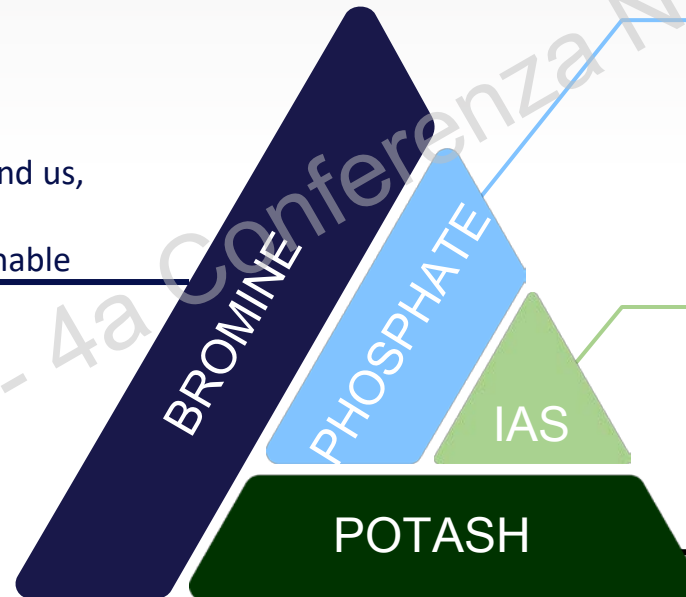 nd us,
nable
BROMINE
PHOSPHATE
IAS
POTASH
- 4a Conferenza N